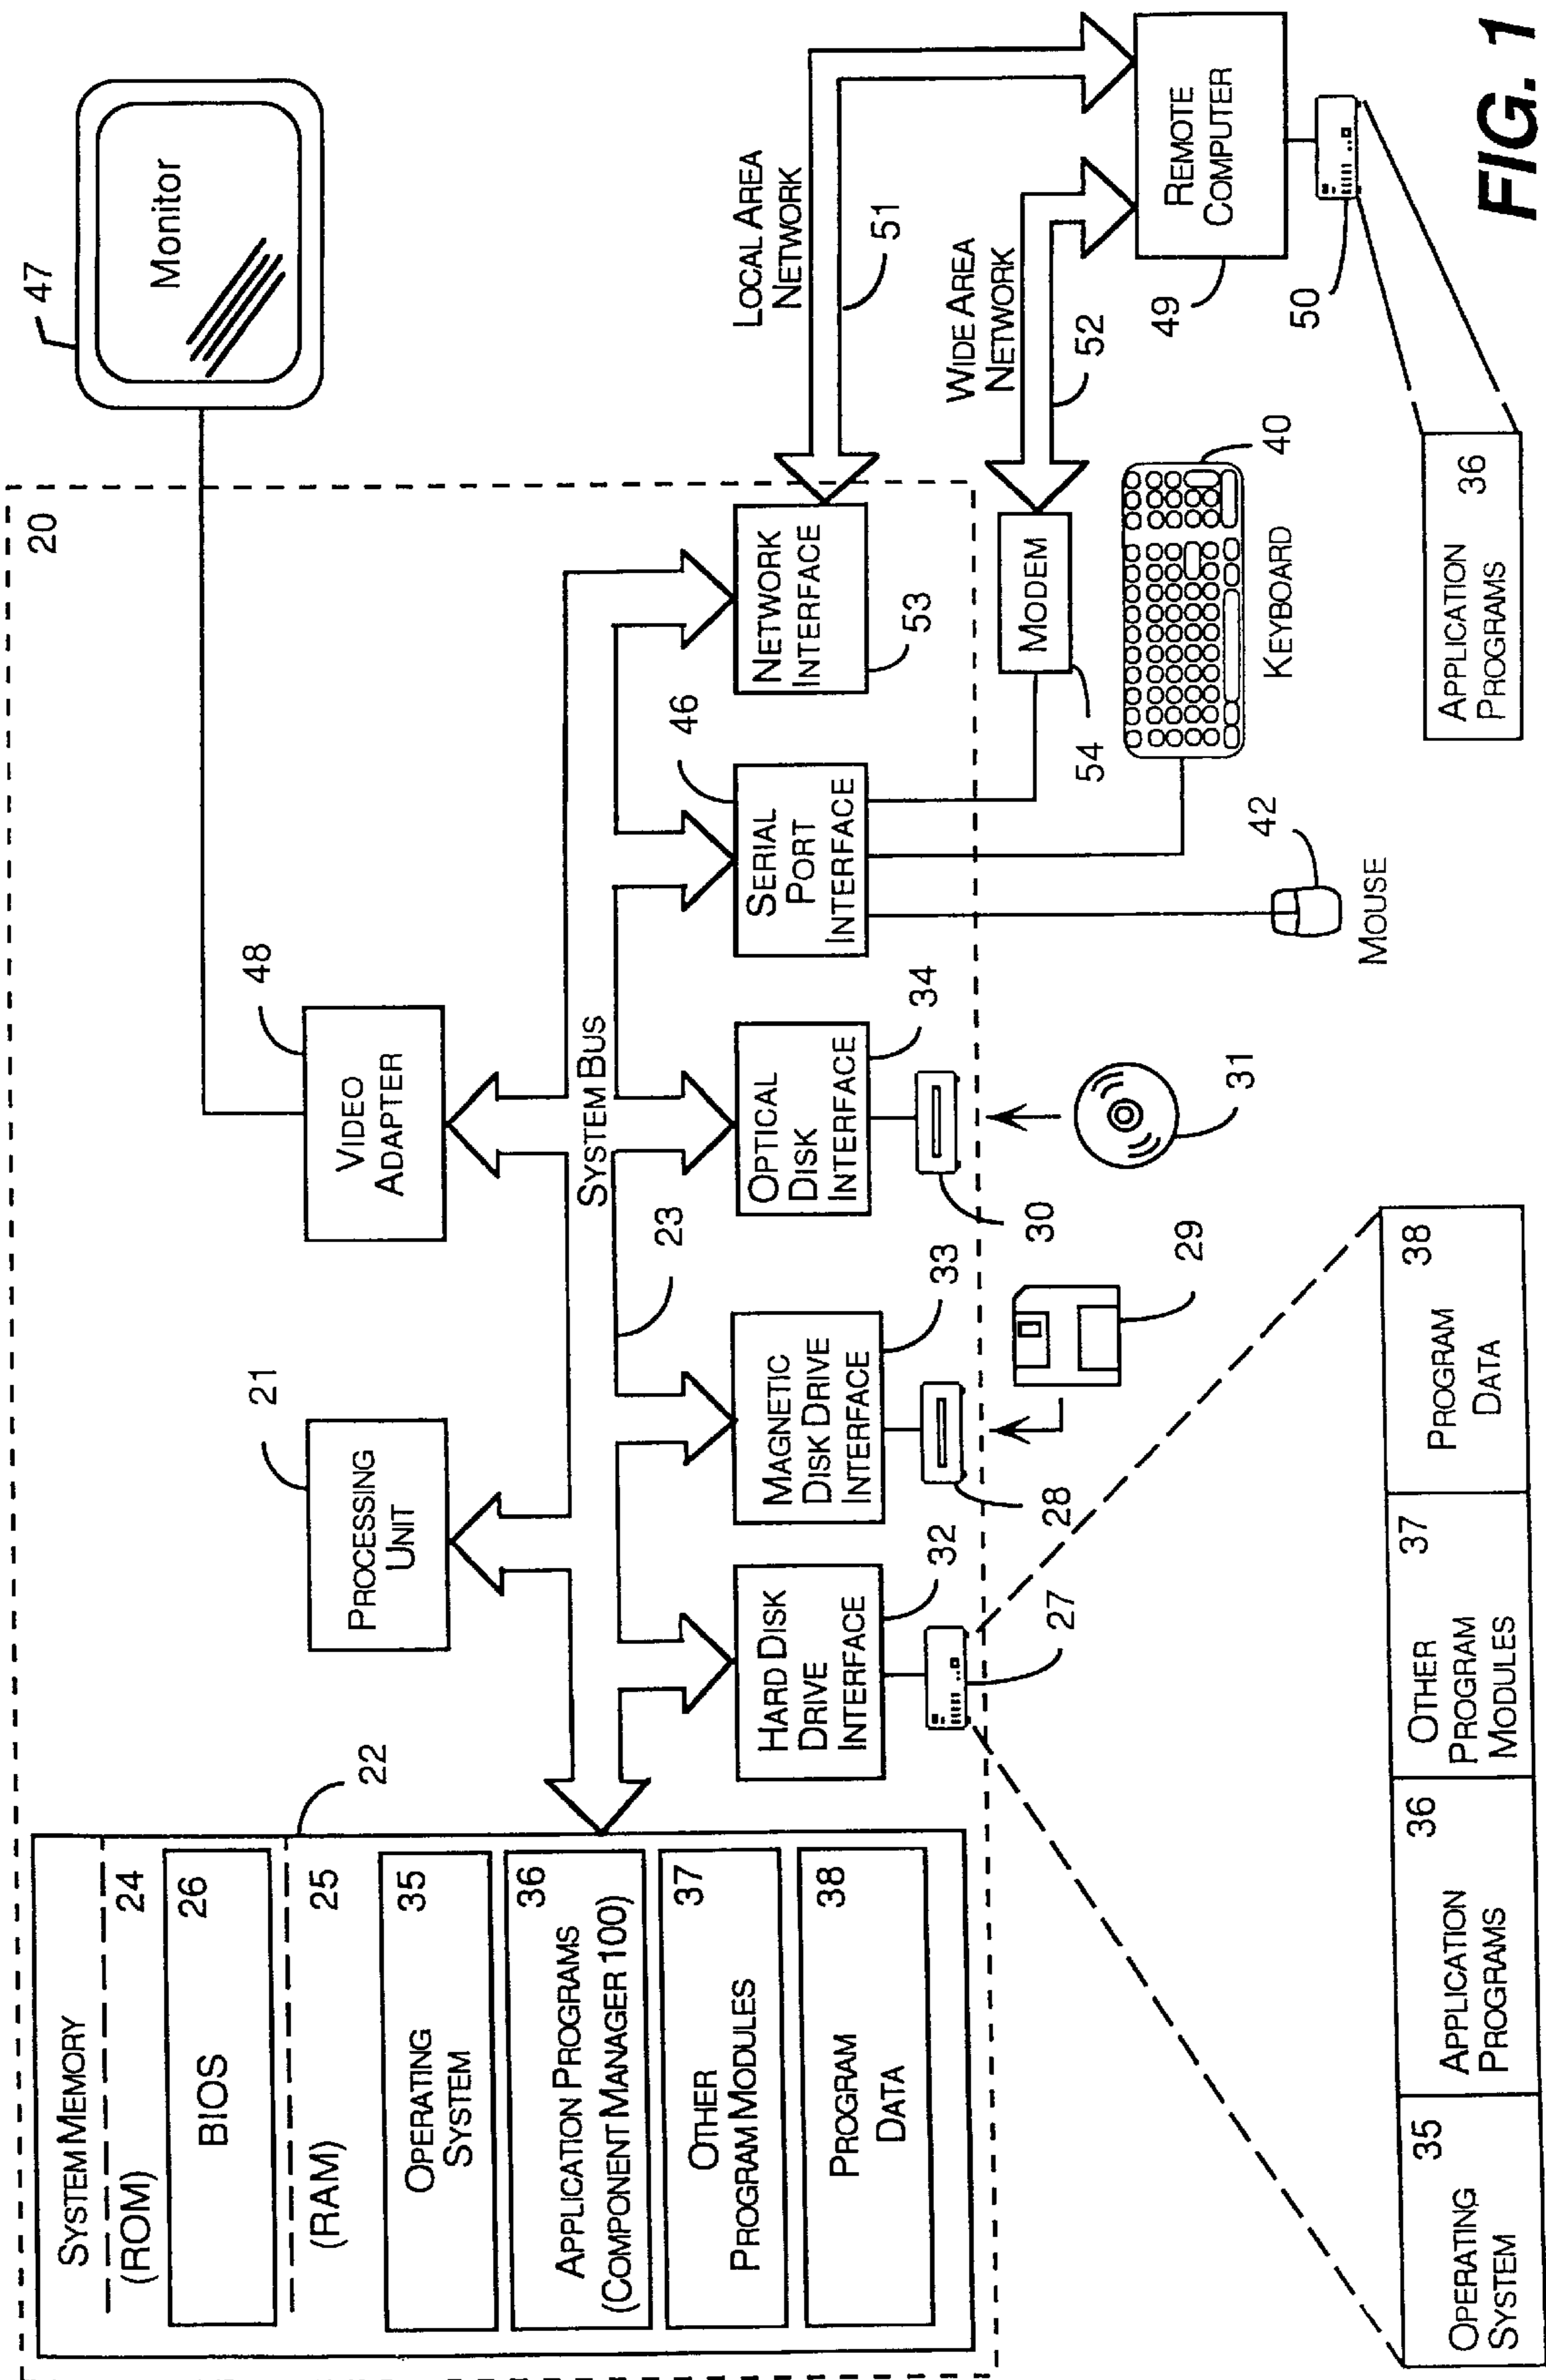 47
Monitor
20
48
VIDEO
ADAPTER
21
PROCESSING
UNIT
22
SYSTEM MEMORY
(ROM) 24
BIOS 26
(RAM) 25
OPERATING
SYSTEM
35
APPLICATION PROGRAMS
(COMPONENT MANAGER 100)
36
OTHER
PROGRAM MODULES
37
PROGRAM
DATA
38
SYSTEM BUS
23
HARD DISK
DRIVE
INTERFACE
32
MAGNETIC
DISK DRIVE
INTERFACE
33
OPTICAL
DISK
INTERFACE
34
SERIAL
PORT
INTERFACE
46
NETWORK
INTERFACE
53
LOCAL AREA
NETWORK
51
WIDE AREA
NETWORK
52
27
28
29
30
31
MODEM
54
40
KEYBOARD
42
MOUSE
REMOTE
COMPUTER
49
50
OPERATING
SYSTEM
35
APPLICATION
PROGRAMS
36
OTHER
PROGRAM
MODULES
37
PROGRAM
DATA
38
APPLICATION
PROGRAMS
36
FIG. 1